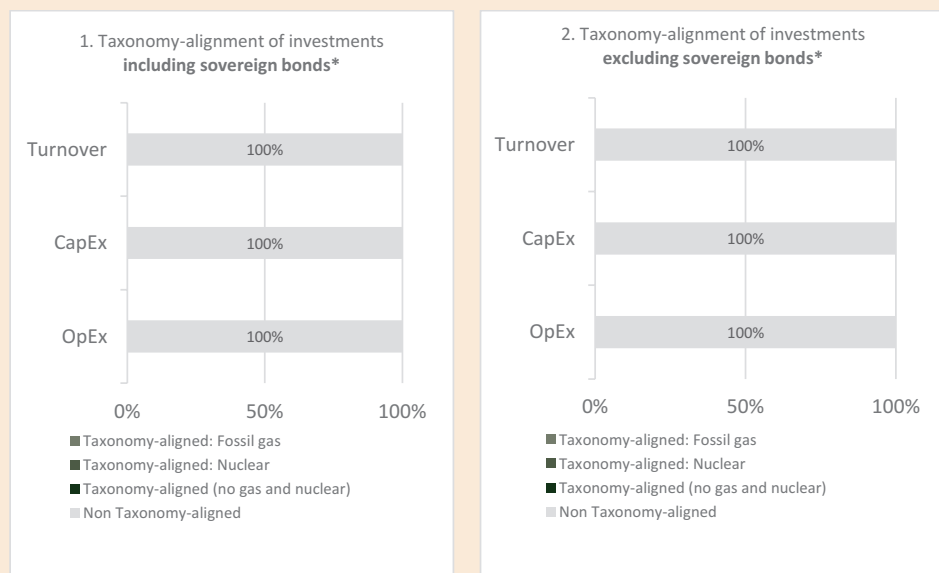 1. Taxonomy-alignment of investments
including sovereign bonds*
Turnover
100%
CapEx
100%
OpEx
100%
0% 50% 100%
Taxonomy-aligned: Fossil gas
Taxonomy-aligned: Nuclear
Taxonomy-aligned (no gas and nuclear)
Non Taxonomy-aligned
2. Taxonomy-alignment of investments
excluding sovereign bonds*
Turnover
100%
CapEx
100%
OpEx
100%
0% 50% 100%
Taxonomy-aligned: Fossil gas
Taxonomy-aligned: Nuclear
Taxonomy-aligned (no gas and nuclear)
Non Taxonomy-aligned